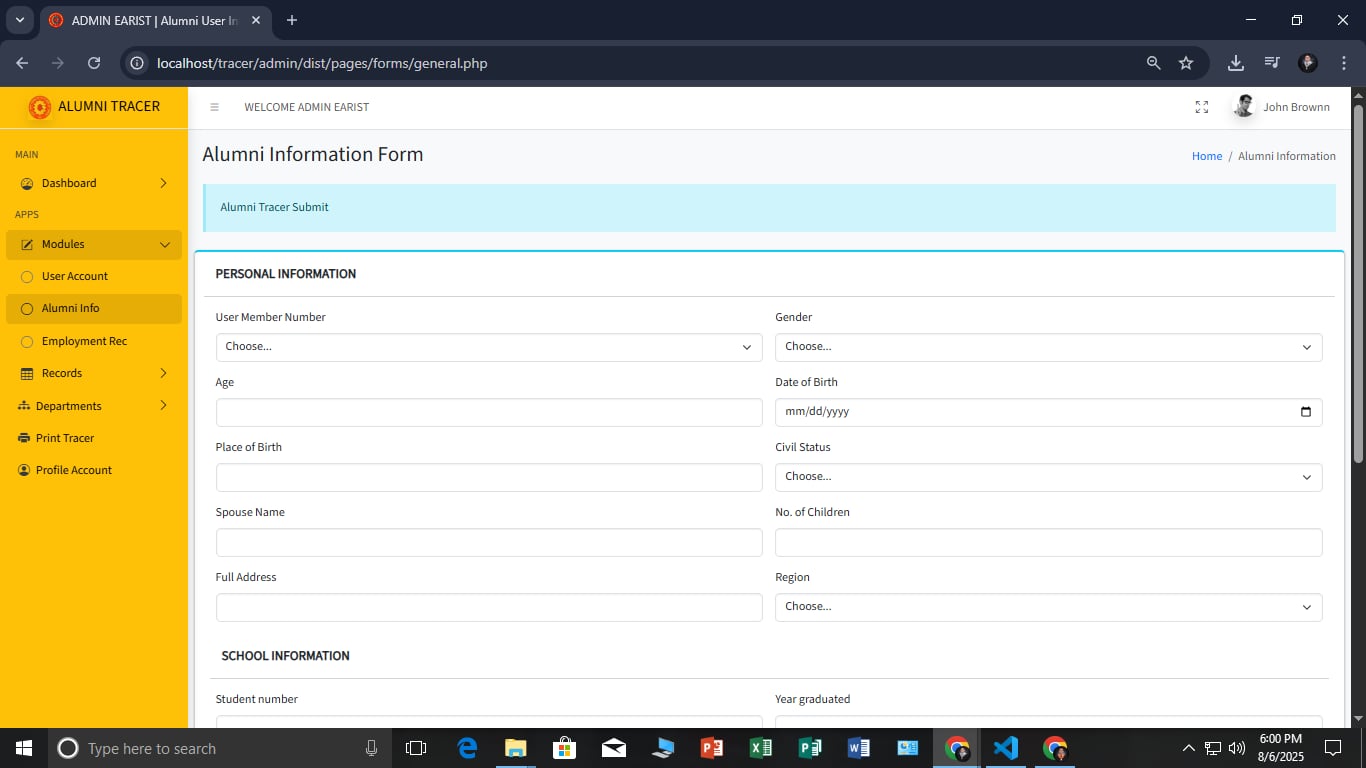 ADMIN EARIST | Alumni User In
localhost/tracer/admin/dist/pages/forms/general.php
ALUMNI TRACER
WELCOME ADMIN EARIST
John Brownn
MAIN
Dashboard
APPS
Modules
User Account
Alumni Info
Employment Rec
Records
Departments
Print Tracer
Profile Account
Alumni Information Form
Home / Alumni Information
Alumni Tracer Submit
PERSONAL INFORMATION
User Member Number Gender
Choose... Choose...
Age Date of Birth
mm/dd/yyyy
Place of Birth Civil Status
Choose...
Spouse Name No. of Children
Full Address Region
Choose...
SCHOOL INFORMATION
Student number Year graduated
Type here to search
6:00 PM
8/6/2025